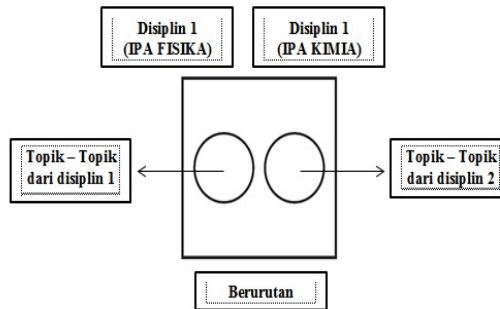 Disiplin 1
(IPA FISIKA)
Disiplin 1
(IPA KIMIA)
Topik – Topik
dari disiplin 1
Topik – Topik
dari disiplin 2
Berurutan